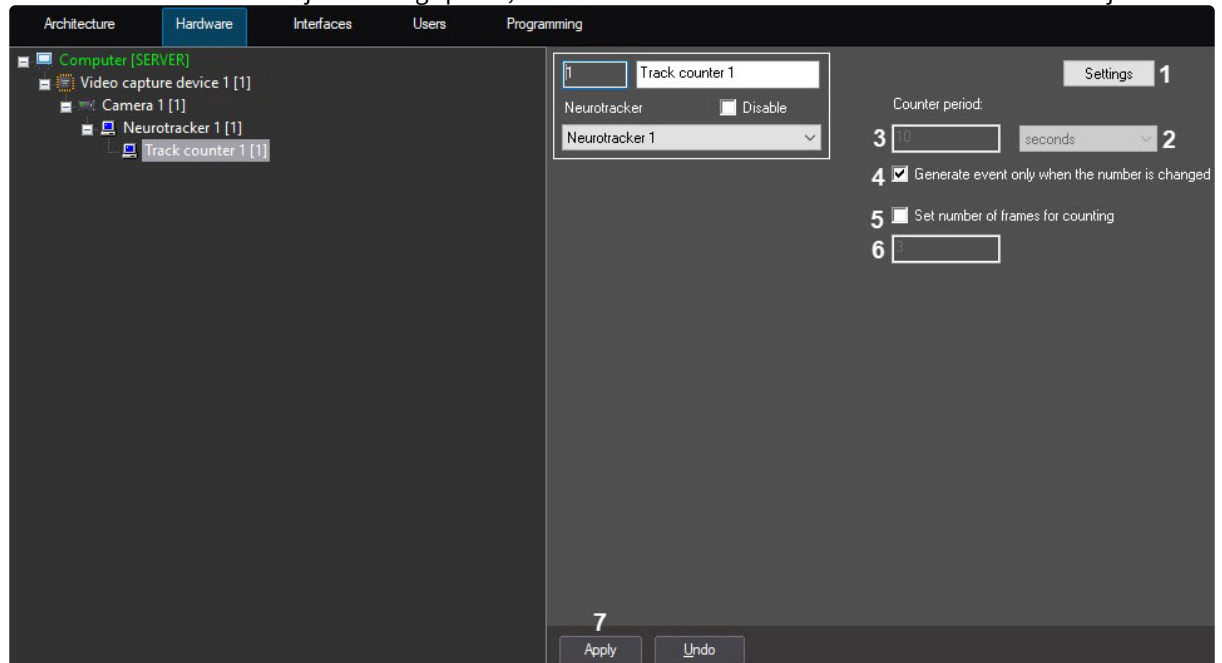 Architecture Hardware Interfaces Users Programming
Computer [SERVER]
Video capture device 1 [1]
Camera 1 [1]
Neurotracker 1 [1]
Track counter 1 [1]
1 Track counter 1
Neurotracker Disable
Neurotracker 1
Settings 1
Counter period:
3 10 seconds 2
4 Generate event only when the number is changed
5 Set number of frames for counting
6 3
7
Apply Undo